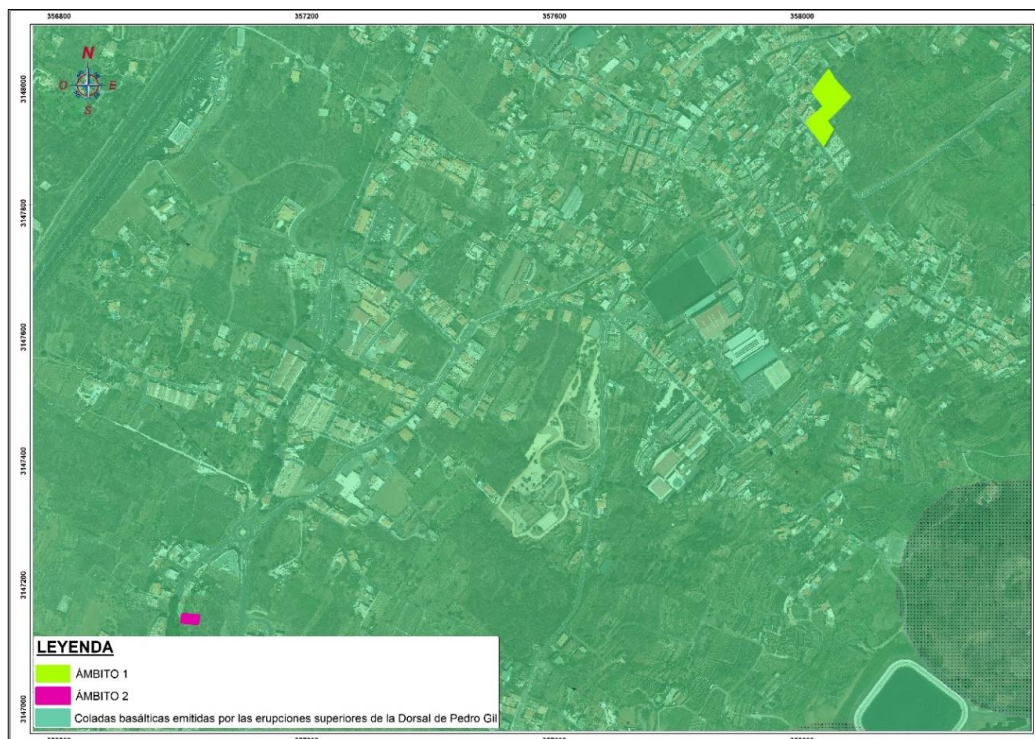 356800 357200 357600 358000
N
O E
S
3148000
3147800
3147600
3147400
3147200
3147000
LEYENDA
ÁMBITO 1
ÁMBITO 2
Coladas basálticas emitidas por las erupciones superiores de la Dorsal de Pedro Gil